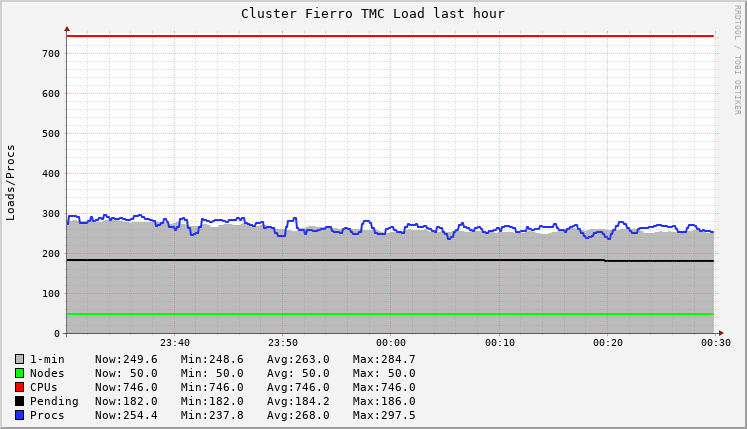 Cluster Fierro TMC Load last hour
RRDTOOL / TOBI OETIKER
Loads/Procs
700
600
500
400
300
200
100
0
23:40 23:50 00:00 00:10 00:20 00:30
1-min Now:249.6 Min:248.6 Avg:263.0 Max:284.7
Nodes Now: 50.0 Min: 50.0 Avg: 50.0 Max: 50.0
CPUs Now:746.0 Min:746.0 Avg:746.0 Max:746.0
Pending Now:182.0 Min:182.0 Avg:184.2 Max:186.0
Procs Now:254.4 Min:237.8 Avg:268.0 Max:297.5